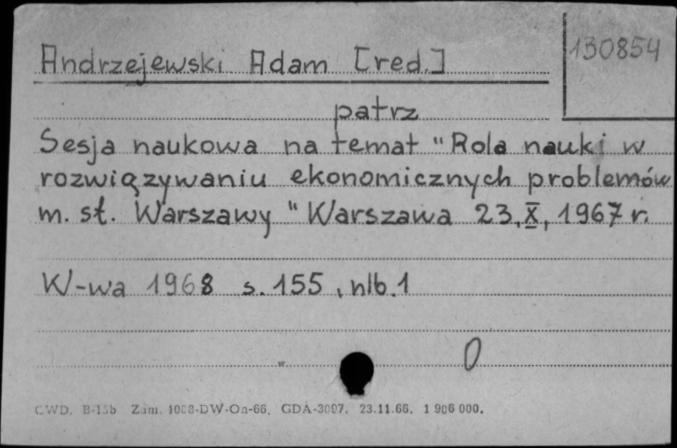 130854
Andrzejewski Adam [red.]
patrz
Sesja naukowa na temat "Rola nauki w
rozwiązywaniu ekonomicznych problemów
m. st. Warszawy" Warszawa 23.X.1967 r.
W-wa 1968 s. 155, nlb. 1
0
CWD. B-15b Zam. 1008-DW-On-66. GDA-3097. 23.11.66. 1 906 000.